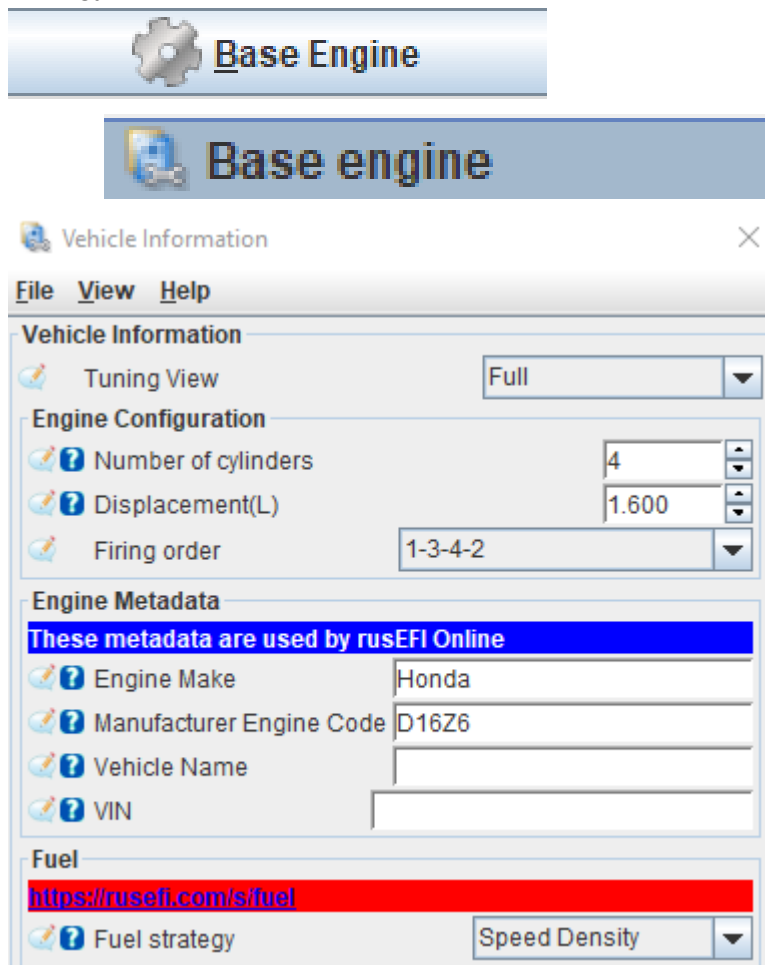 Base Engine
Base engine
Vehicle Information
File View Help
Vehicle Information
Tuning View Full
Engine Configuration
Number of cylinders 4
Displacement(L) 1.600
Firing order 1-3-4-2
Engine Metadata
These metadata are used by rusEFI Online
Engine Make Honda
Manufacturer Engine Code D16Z6
Vehicle Name
VIN
Fuel
https://rusefi.com/s/fuel
Fuel strategy Speed Density